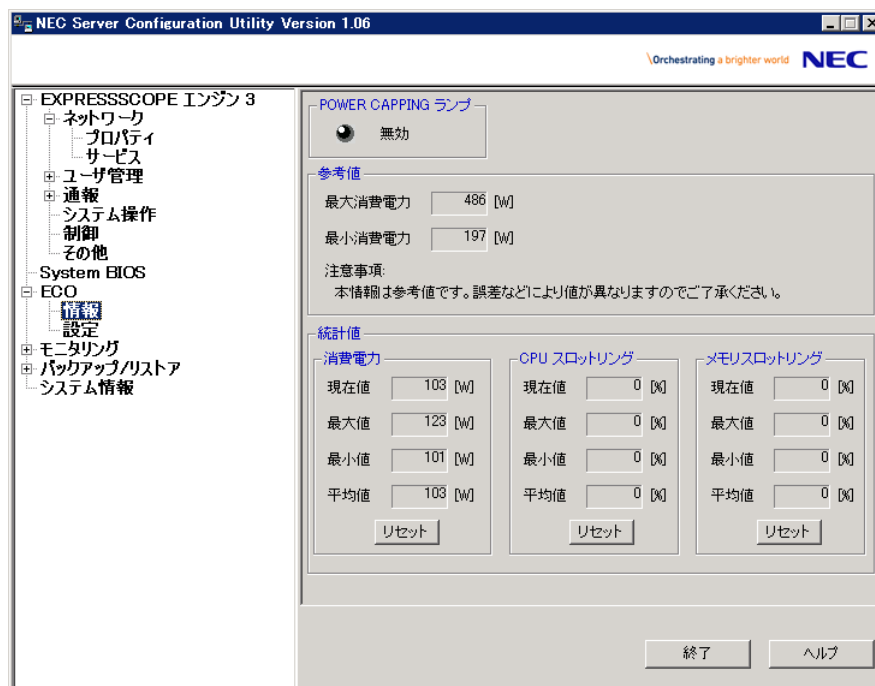 NEC Server Configuration Utility Version 1.06
\Orchestrating a brighter world NEC
EXPRESSSCOPE エンジン 3
ネットワーク
プロパティ
サービス
ユーザ管理
通報
システム操作
制御
その他
System BIOS
ECO
情報
設定
モニタリング
バックアップ/リストア
システム情報
POWER CAPPING ランプ
無効
参考値
最大消費電力 486 [W]
最小消費電力 197 [W]
注意事項:
本情報は参考値です。誤差などにより値が異なりますのでご了承ください。
統計値
消費電力
現在値 103 [W]
最大値 123 [W]
最小値 101 [W]
平均値 103 [W]
リセット
CPU スロットリング
現在値 0 [%]
最大値 0 [%]
最小値 0 [%]
平均値 0 [%]
リセット
メモリスロットリング
現在値 0 [%]
最大値 0 [%]
最小値 0 [%]
平均値 0 [%]
リセット
終了
ヘルプ